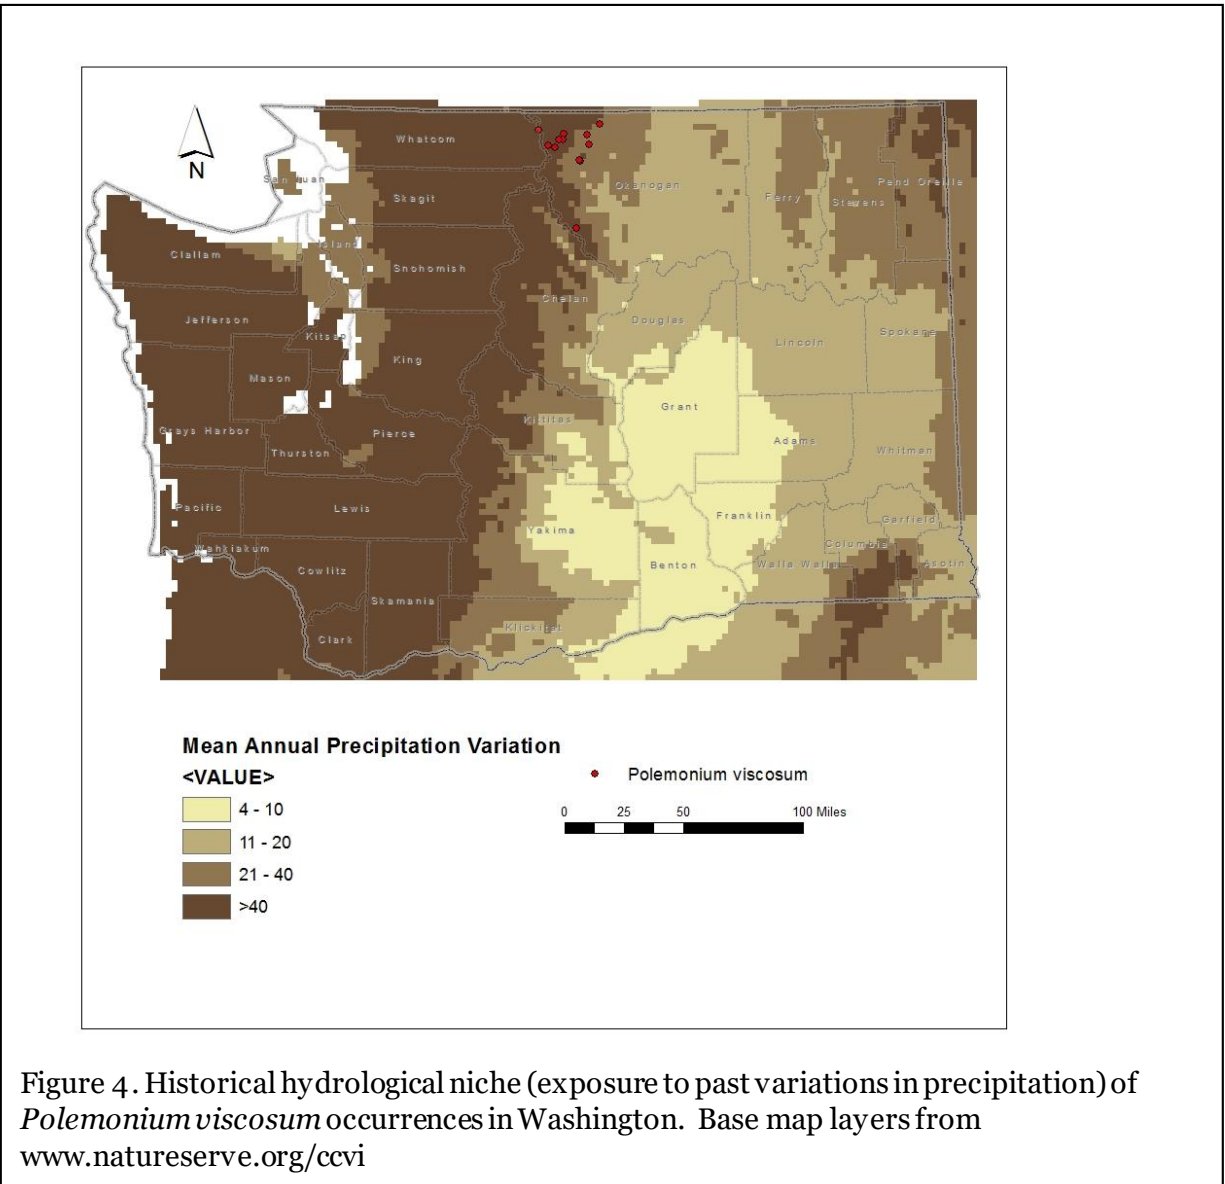 N
Whatcom
San Juan
Skagit
Okanogan
Ferry
Stevens
Pend Oreille
Island
Clallam
Snohomish
Chelan
Jefferson
Kitsap
King
Douglas
Lincoln
Spokane
Mason
Grant
Grays Harbor
Pierce
Kittitas
Adams
Thurston
Whitman
Pacific
Lewis
Yakima
Franklin
Garfield
Wahkiakum
Columbia
Cowlitz
Benton
Walla Walla
Asotin
Skamania
Clark
Klickitat
Mean Annual Precipitation Variation
<VALUE>
4 - 10
11 - 20
21 - 40
>40
Polemonium viscosum
0 25 50 100 Miles
Figure 4. Historical hydrological niche (exposure to past variations in precipitation) of
Polemonium viscosum occurrences in Washington. Base map layers from
www.natureserve.org/ccvi